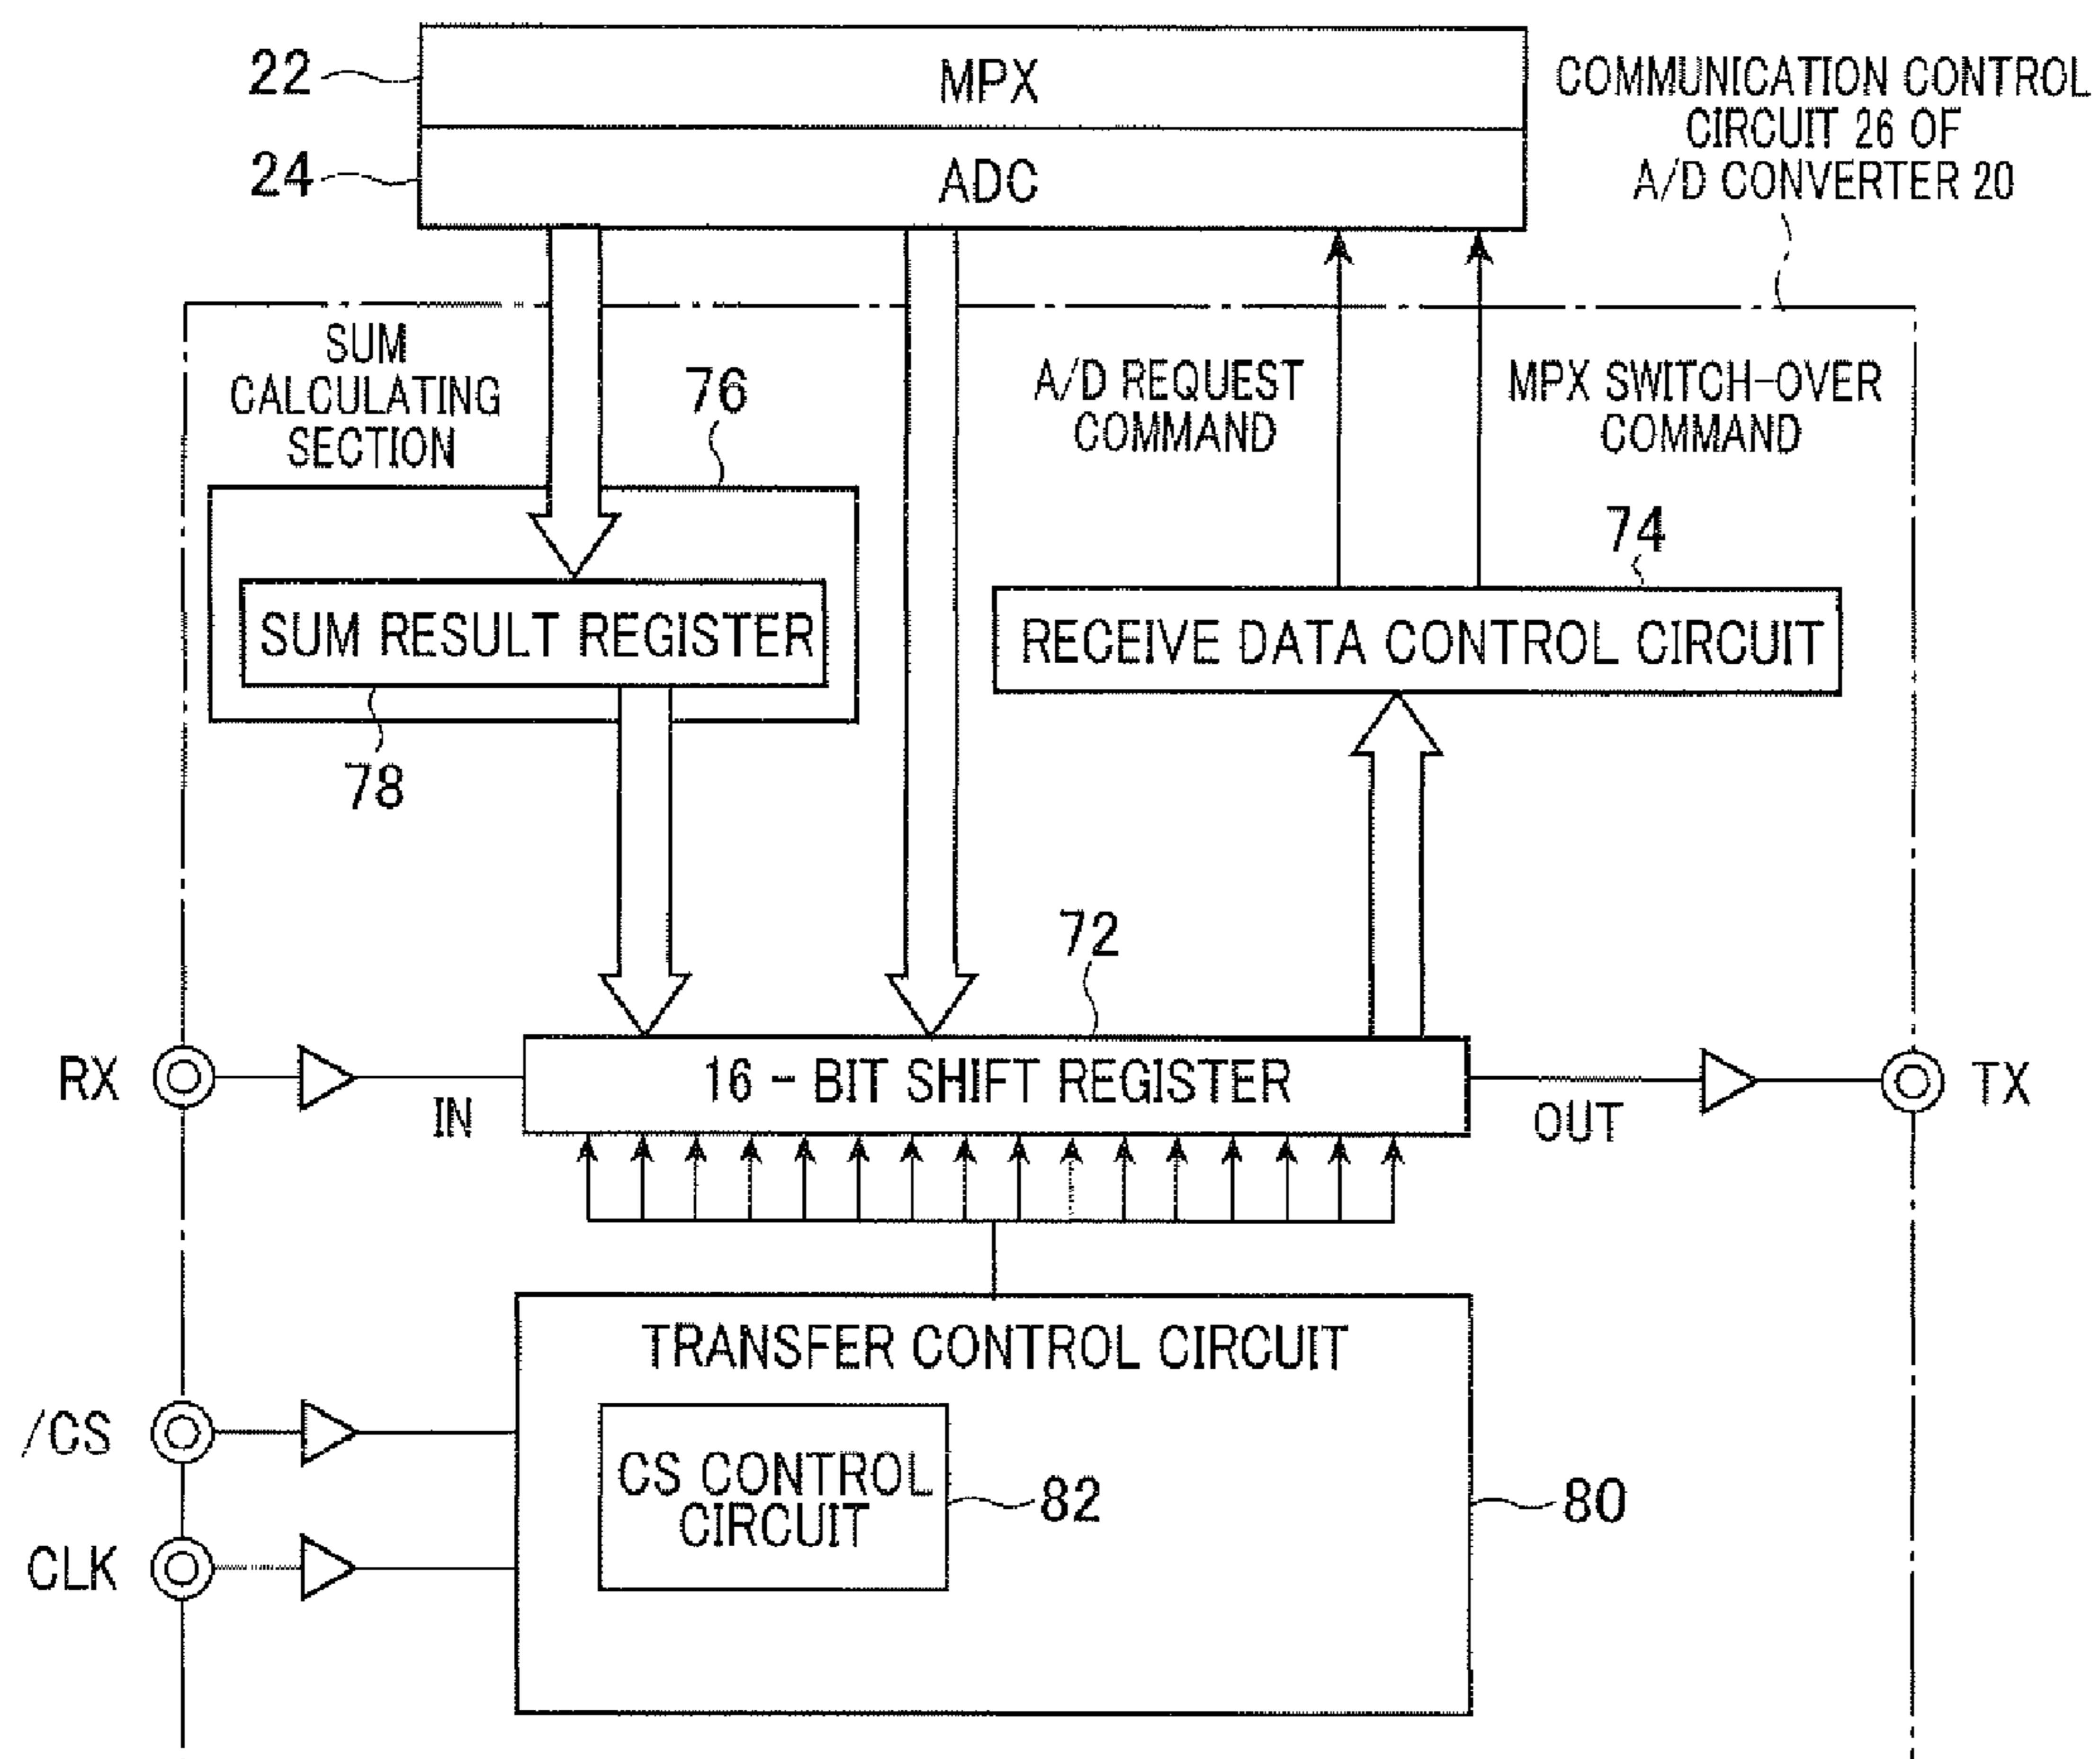 22
MPX
24
ADC
COMMUNICATION CONTROL
CIRCUIT 26 OF
A/D CONVERTER 20
SUM
CALCULATING
SECTION
76
A/D REQUEST
COMMAND
MPX SWITCH-OVER
COMMAND
74
SUM RESULT REGISTER
RECEIVE DATA CONTROL CIRCUIT
78
72
RX
IN
16 - BIT SHIFT REGISTER
OUT
TX
TRANSFER CONTROL CIRCUIT
/CS
CS CONTROL
CIRCUIT
82
80
CLK